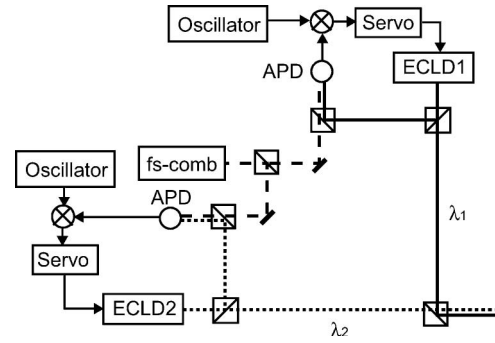 Oscillator
Servo
APD
ECLD1
fs-comb
Oscillator
APD
λ1
Servo
ECLD2
λ2